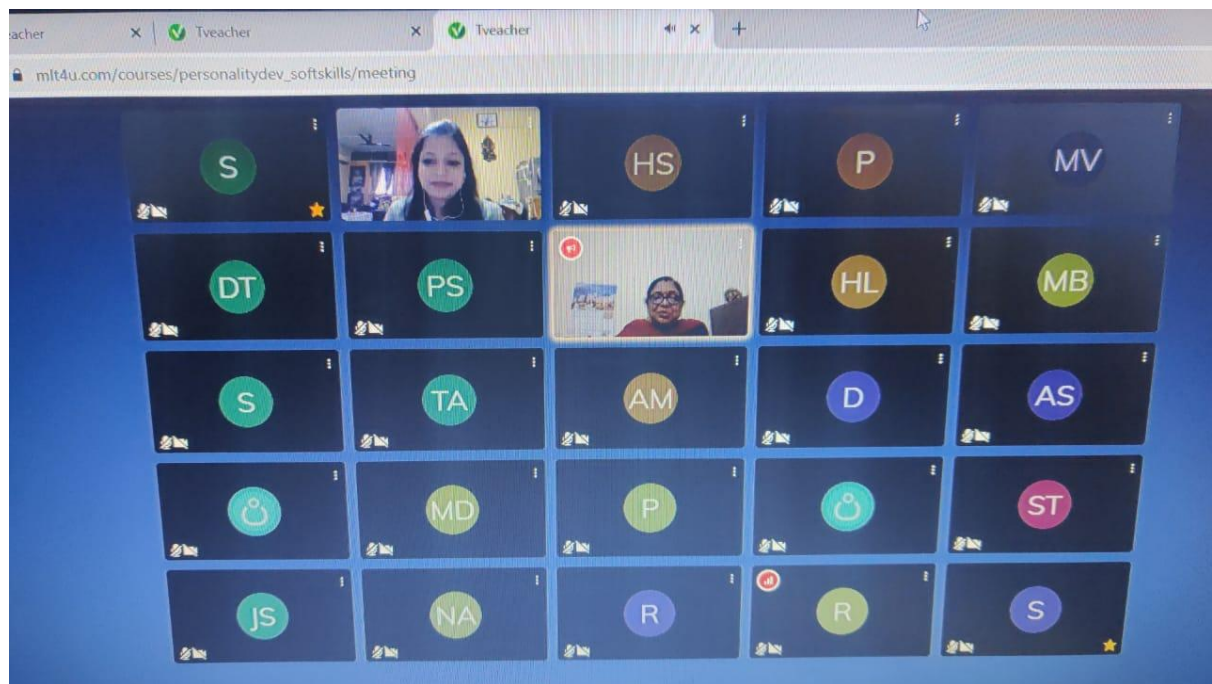 acher Tveacher Tveacher
mlt4u.com/courses/personalitydev_softskills/meeting
S HS P MV
DT PS HL MB
S TA AM D AS
MD P ST
JS NA R R S